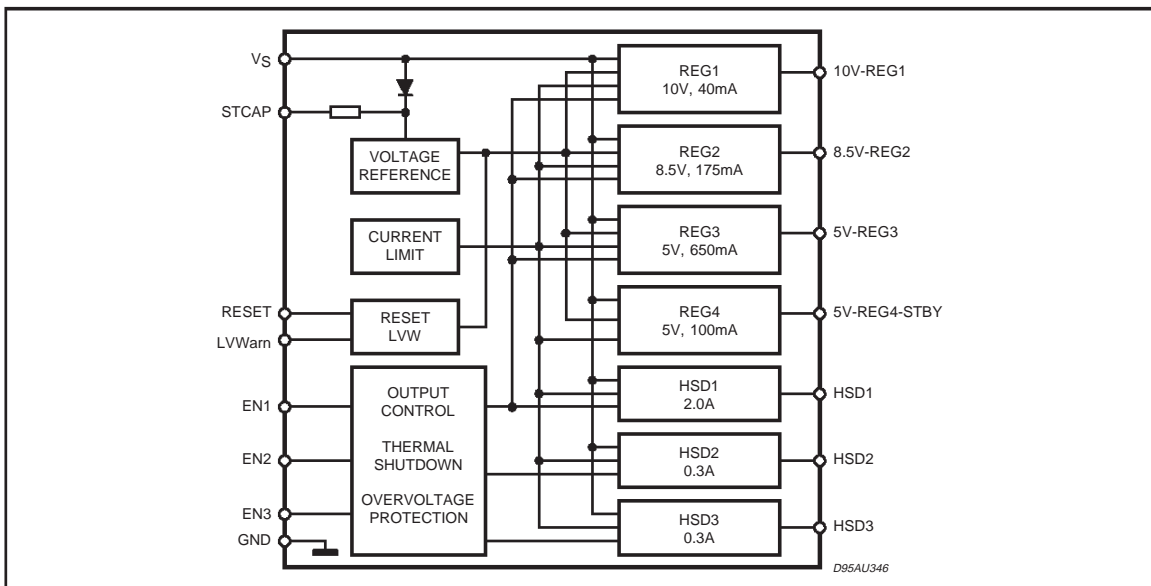 VS
STCAP
RESET
LVWarn
EN1
EN2
EN3
GND
VOLTAGE
REFERENCE
CURRENT
LIMIT
RESET
LVW
OUTPUT
CONTROL
THERMAL
SHUTDOWN
OVERVOLTAGE
PROTECTION
REG1
10V, 40mA
REG2
8.5V, 175mA
REG3
5V, 650mA
REG4
5V, 100mA
HSD1
2.0A
HSD2
0.3A
HSD3
0.3A
10V-REG1
8.5V-REG2
5V-REG3
5V-REG4-STBY
HSD1
HSD2
HSD3
D95AU346